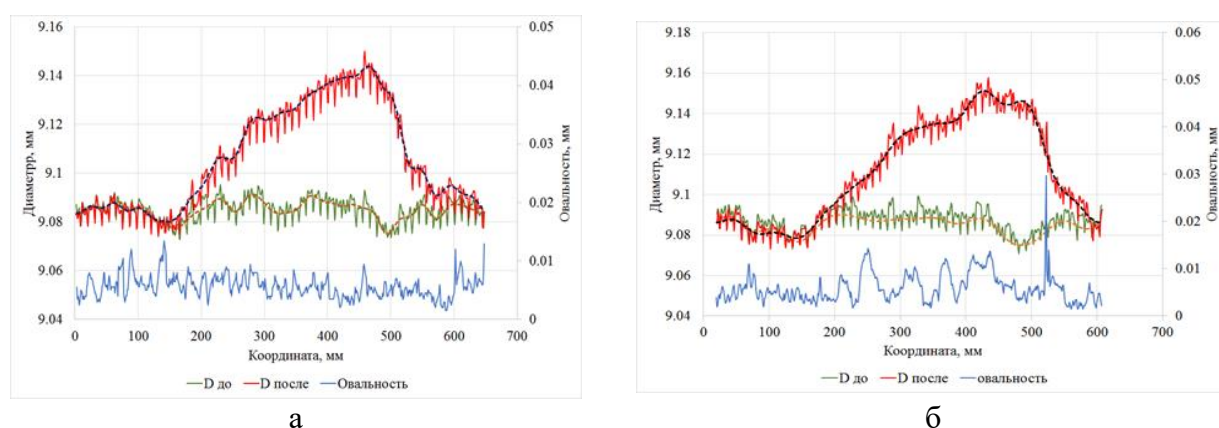 9.16
9.14
9.12
9.1
9.08
9.06
9.04
Диаметрр, мм
0.05
0.04
0.03
0.02
0.01
0
Овальность, мм
0 100 200 300 400 500 600 700
Координата, мм
D до D после Овальность
а
9.18
9.16
9.14
9.12
9.10
9.08
9.06
9.04
Диаметр, мм
0.06
0.05
0.04
0.03
0.02
0.01
0
Овальность, мм
0 100 200 300 400 500 600 700
Координата, мм
D до D после овальность
б